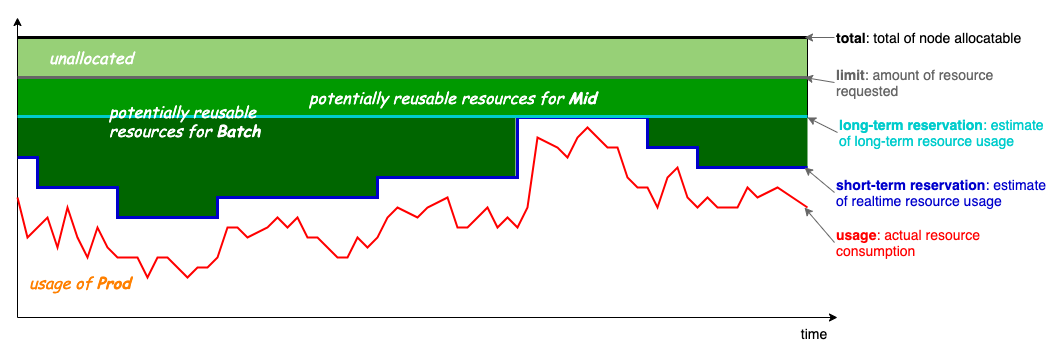 total: total of node allocatable
unallocated
limit: amount of resource
requested
potentially reusable resources for Mid
potentially reusable
resources for Batch
long-term reservation: estimate
of long-term resource usage
short-term reservation: estimate
of realtime resource usage
usage: actual resource
consumption
usage of Prod
time